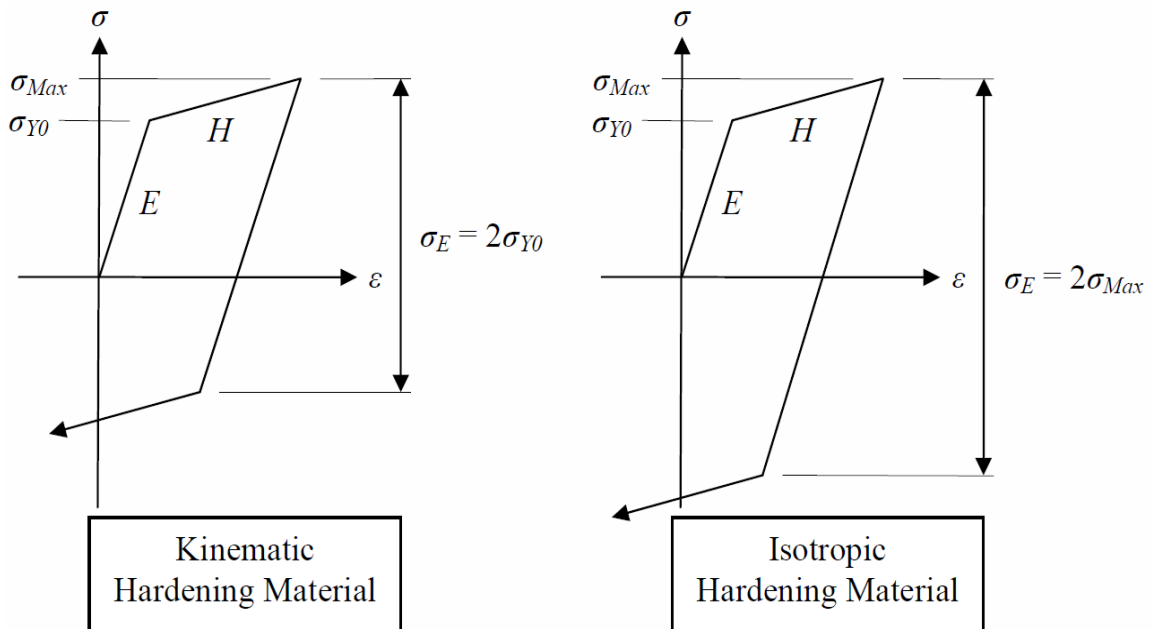 σ
σMax
σY0
H
E
σE = 2σY0
ε
Kinematic
Hardening Material
σ
σMax
σY0
H
E
σE = 2σMax
ε
Isotropic
Hardening Material